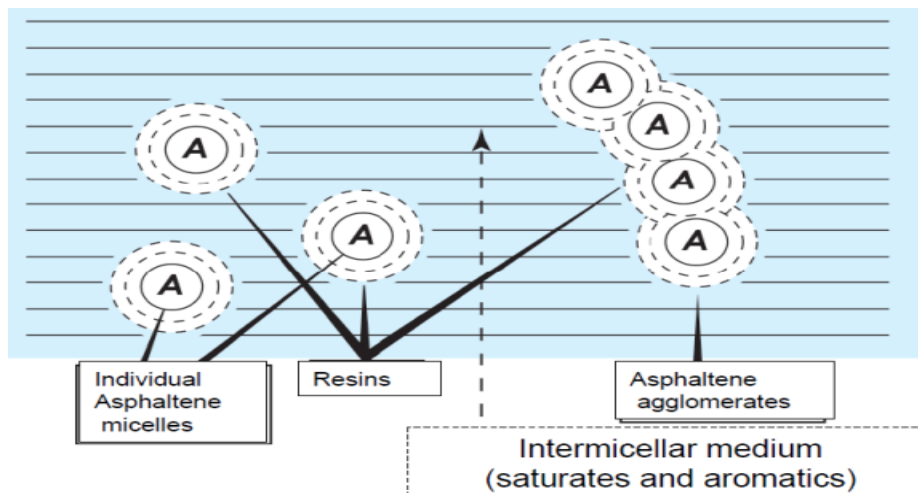 A
A
A
A
A
A
A
Individual
Asphaltene
micelles
Resins
Asphaltene
agglomerates
Intermicellar medium
(saturates and aromatics)